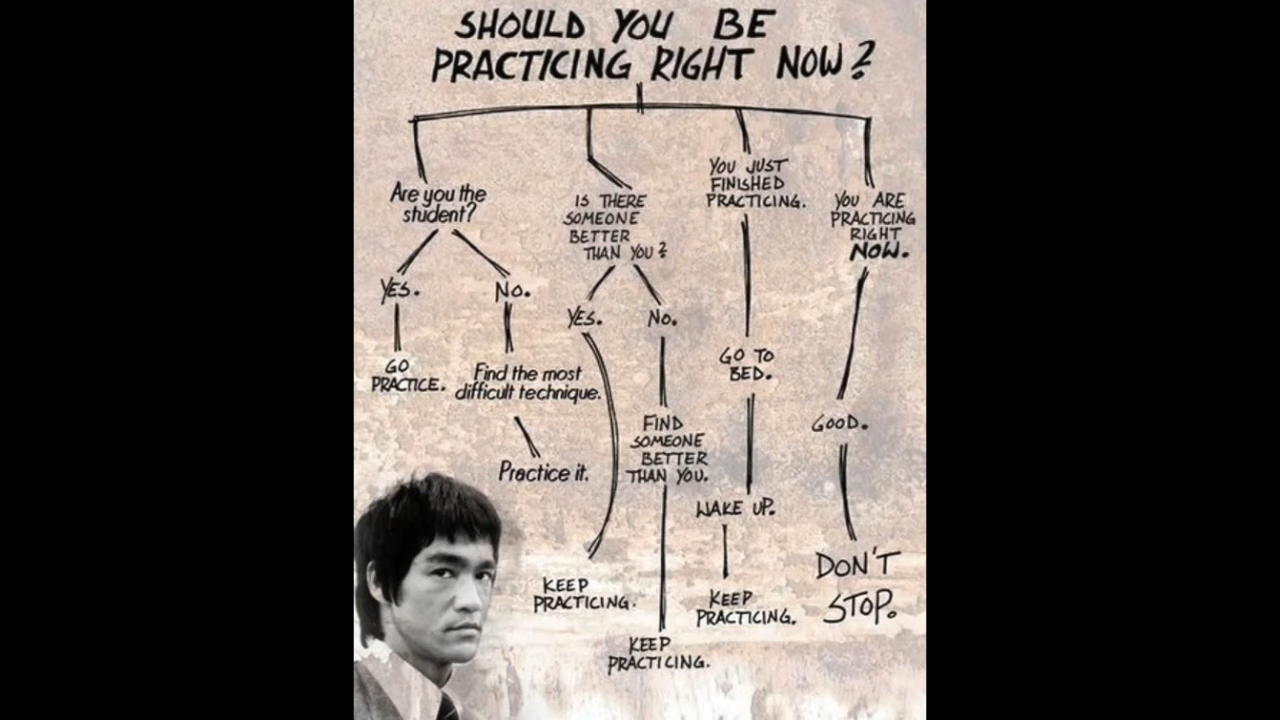 SHOULD YOU BE
PRACTICING RIGHT NOW?
Are you the
student?
YES.
GO
PRACTICE.
NO.
Find the most
difficult technique.
Practice it.
IS THERE
SOMEONE
BETTER
THAN YOU?
YES.
KEEP
PRACTICING.
NO.
FIND
SOMEONE
BETTER
THAN YOU.
KEEP
PRACTICING.
YOU JUST
FINISHED
PRACTICING.
GO TO
BED.
WAKE UP.
KEEP
PRACTICING.
YOU ARE
PRACTICING
RIGHT
NOW.
GOOD.
DON'T
STOP.